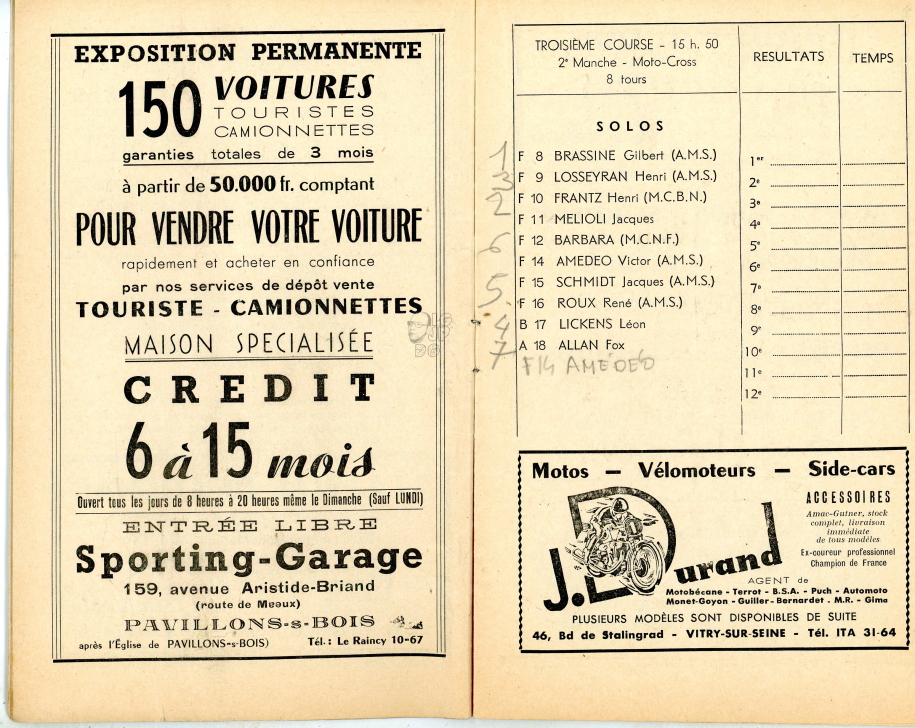 EXPOSITION PERMANENTE
150 VOITURES
TOURISTES
CAMIONNETTES
garanties totales de 3 mois
à partir de 50.000 fr. comptant
POUR VENDRE VOTRE VOITURE
rapidement et acheter en confiance
par nos services de dépôt vente
TOURISTE - CAMIONNETTES
MAISON SPECIALISÉE
CREDIT
6 à 15 mois
Ouvert tous les jours de 8 heures à 20 heures même le Dimanche (Sauf LUNDI)
ENTRÉE LIBRE
Sporting-Garage
159, avenue Aristide-Briand
(route de Meaux)
PAVILLONS-s-BOIS
après l'Église de PAVILLONS-s-BOIS) Tél.: Le Raincy 10-67
TROISIÈME COURSE - 15 h. 50
2e Manche - Moto-Cross
8 tours
RESULTATS
TEMPS
SOLOS
1 F 8 BRASSINE Gilbert (A.M.S.)
3 F 9 LOSSEYRAN Henri (A.M.S.)
2 F 10 FRANTZ Henri (M.C.B.N.)
F 11 MELIOLI Jacques
6 F 12 BARBARA (M.C.N.F.)
F 14 AMEDEO Victor (A.M.S.)
5 F 15 SCHMIDT Jacques (A.M.S.)
F 16 ROUX René (A.M.S.)
4 B 17 LICKENS Léon
7 A 18 ALLAN Fox
F14 AMEDEO
1er
2e
3e
4e
5e
6e
7e
8e
9e
10e
11e
12e
Motos — Vélomoteurs — Side-cars
J. Durand
ACCESSOIRES
Amac-Gutner, stock
complet, livraison
immédiate
de tous modèles
Ex-coureur professionnel
Champion de France
AGENT de
Motobécane - Terrot - B.S.A. - Puch - Automoto
Monet-Goyon - Guiller - Bernardet . M.R. - Gima
PLUSIEURS MODÈLES SONT DISPONIBLES DE SUITE
46, Bd de Stalingrad - VITRY-SUR-SEINE - Tél. ITA 31-64